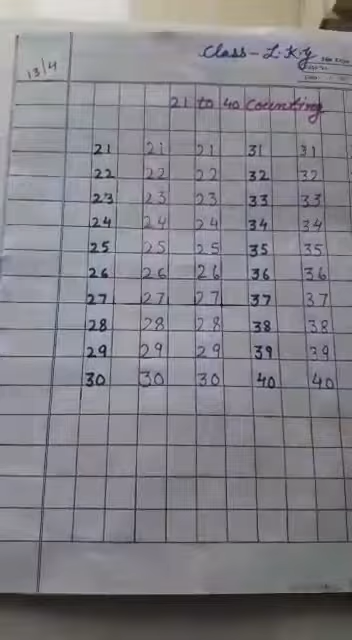 Class - L.K.G
13/4
21 to 40 Counting
21 21 21 31 31
22 22 22 32 32
23 23 23 33 33
24 24 24 34 34
25 25 25 35 35
26 26 26 36 36
27 27 27 37 37
28 28 28 38 38
29 29 29 39 39
30 30 30 40 40